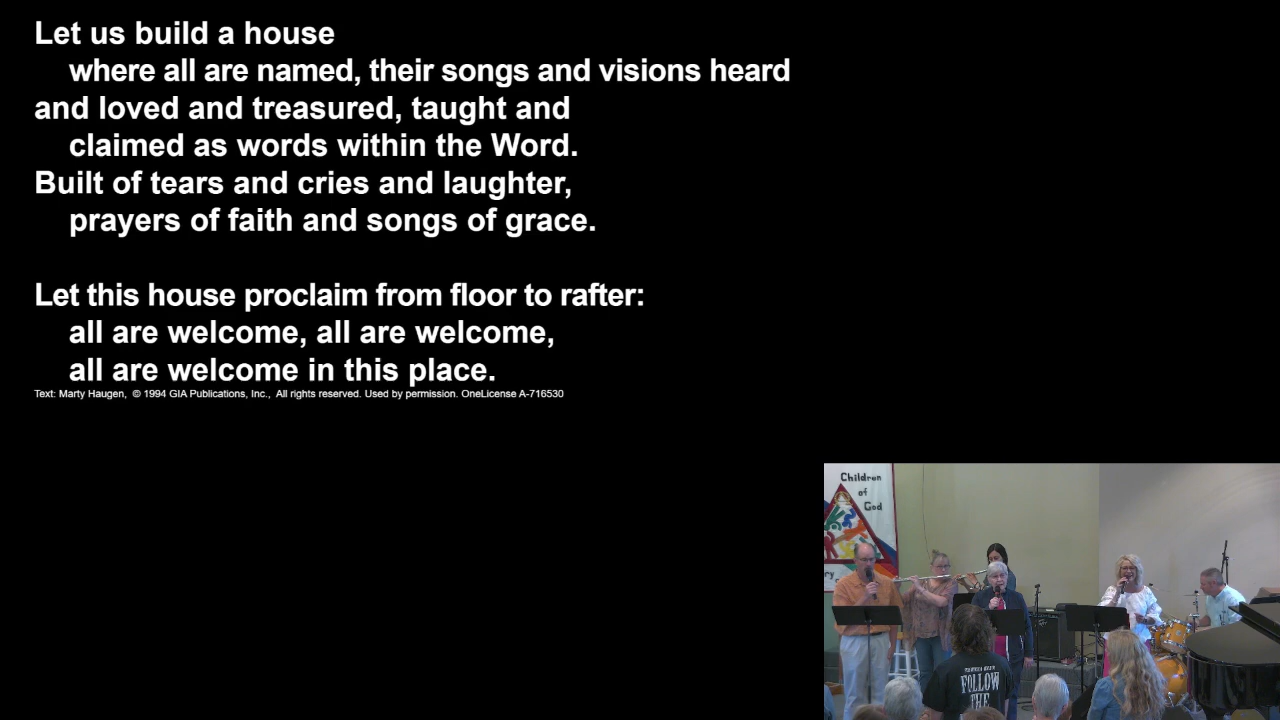 Let us build a house
where all are named, their songs and visions heard
and loved and treasured, taught and
claimed as words within the Word.
Built of tears and cries and laughter,
prayers of faith and songs of grace.
Let this house proclaim from floor to rafter:
all are welcome, all are welcome,
all are welcome in this place.
Text: Marty Haugen, © 1994 GIA Publications, Inc., All rights reserved. Used by permission. OneLicense A-716530
Children
of
God
FOLLOW
THE